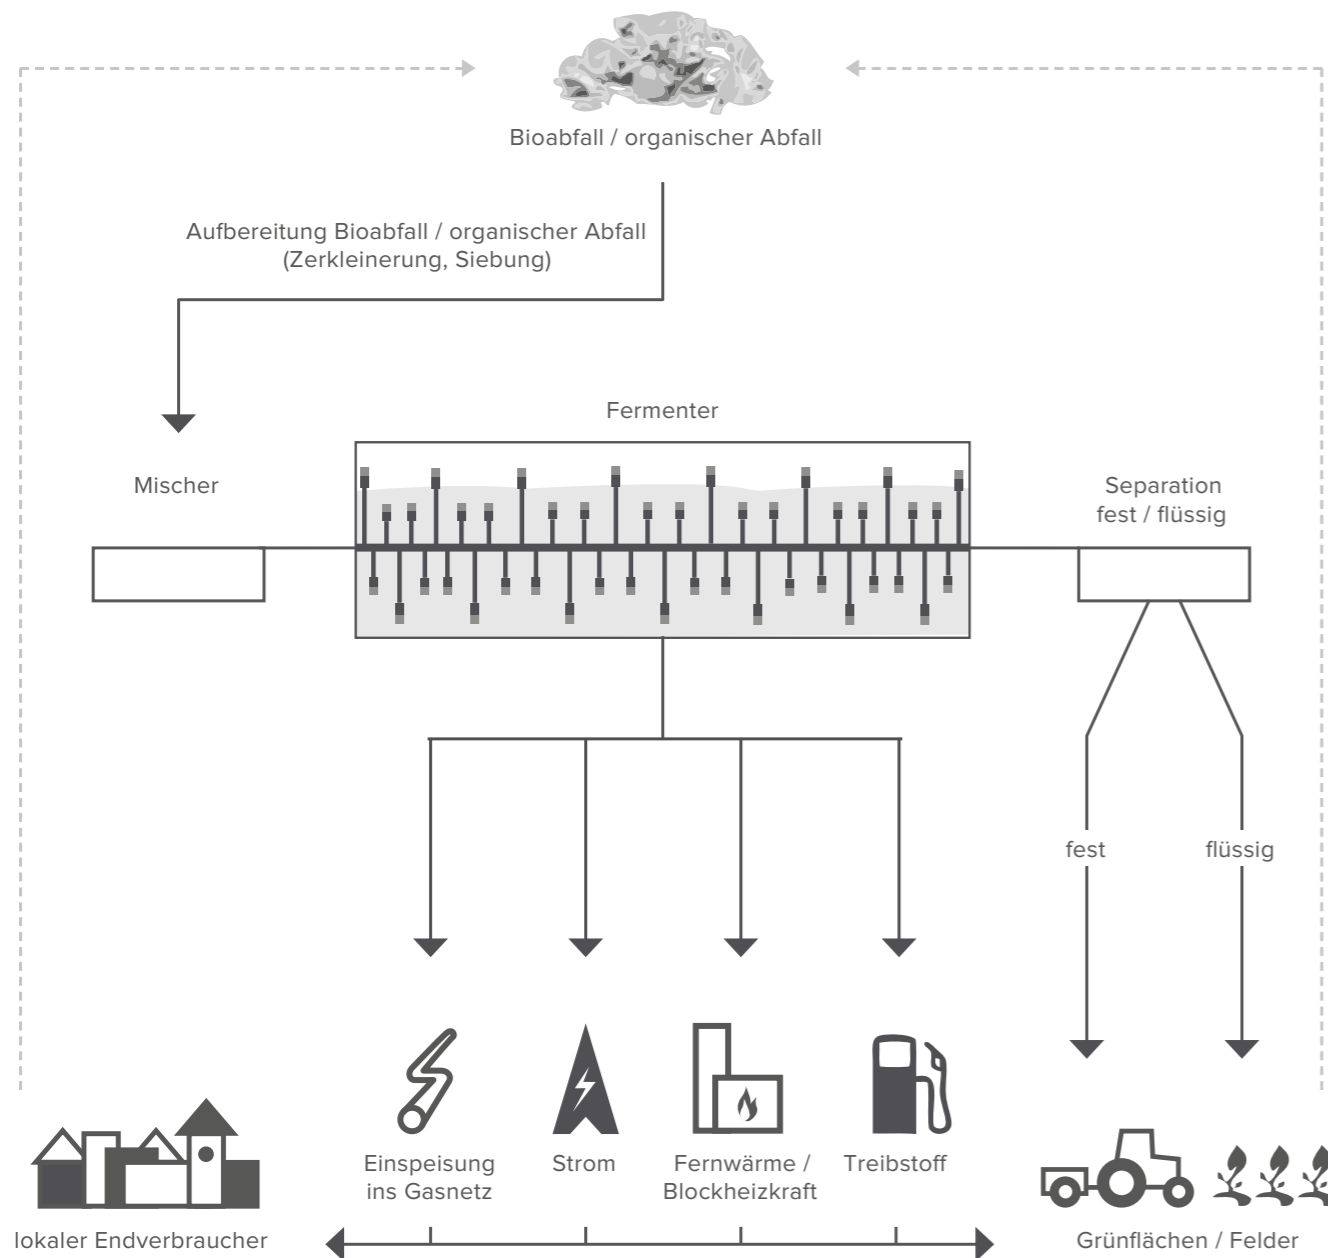 Bioabfall / organischer Abfall
Aufbereitung Bioabfall / organischer Abfall
(Zerkleinerung, Siebung)
Fermenter
Mischer
Separation
fest / flüssig
fest
flüssig
Einspeisung
ins Gasnetz
Strom
Fernwärme /
Blockheizkraft
Treibstoff
lokaler Endverbraucher
Grünflächen / Felder